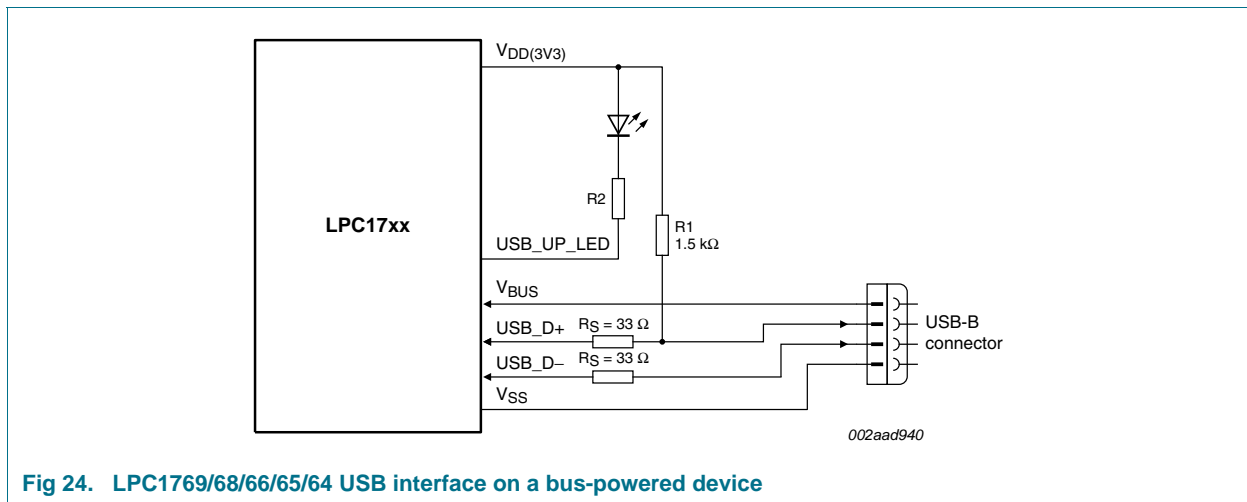 VDD(3V3)
R2
LPC17xx
R1
1.5 kΩ
USB_UP_LED
VBUS
USB_D+ RS = 33 Ω
USB-B
connector
USB_D− RS = 33 Ω
VSS
002aad940
Fig 24. LPC1769/68/66/65/64 USB interface on a bus-powered device